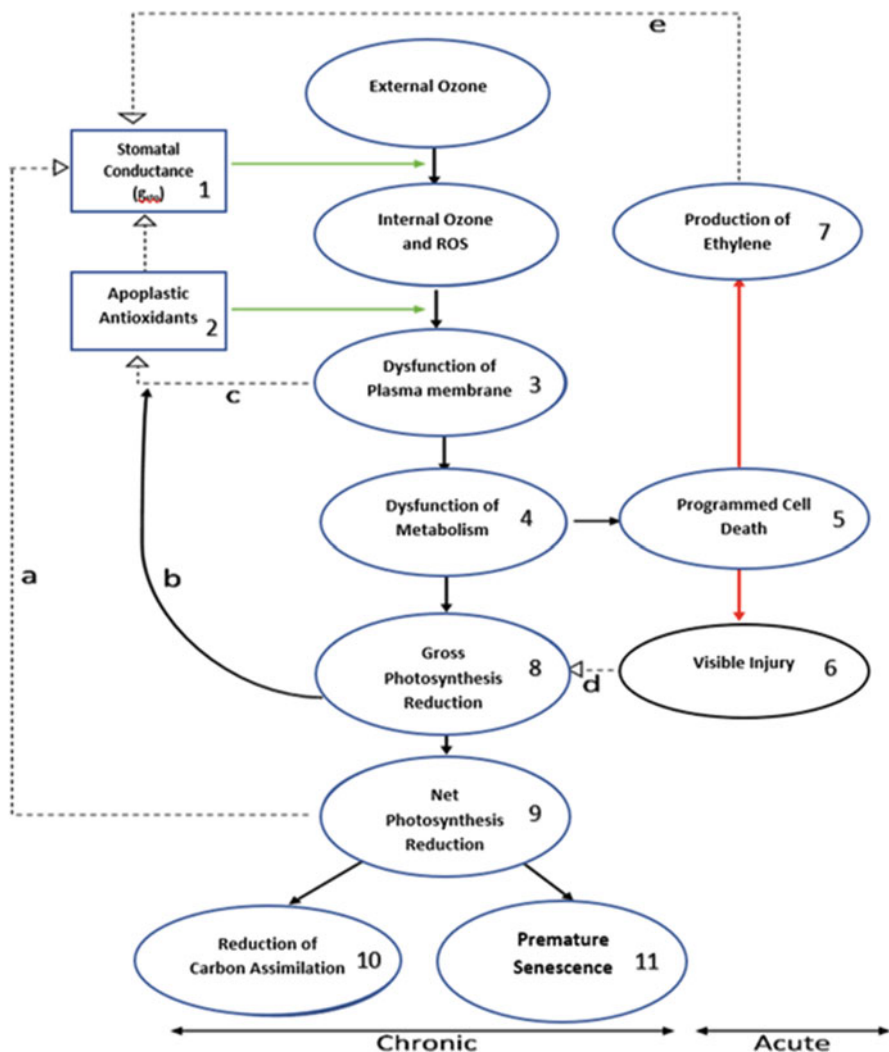 e
External Ozone
Stomatal
Conductance
(gsto) 1
Internal Ozone
and ROS
Production of
Ethylene 7
Apoplastic
Antioxidants
2
Dysfunction of
Plasma membrane 3
c
Dysfunction of
Metabolism 4
Programmed Cell
Death 5
a
b
Gross
Photosynthesis 8
Reduction
Visible Injury 6
d
Net
Photosynthesis 9
Reduction
Reduction of
Carbon Assimilation 10
Premature
Senescence 11
Chronic
Acute